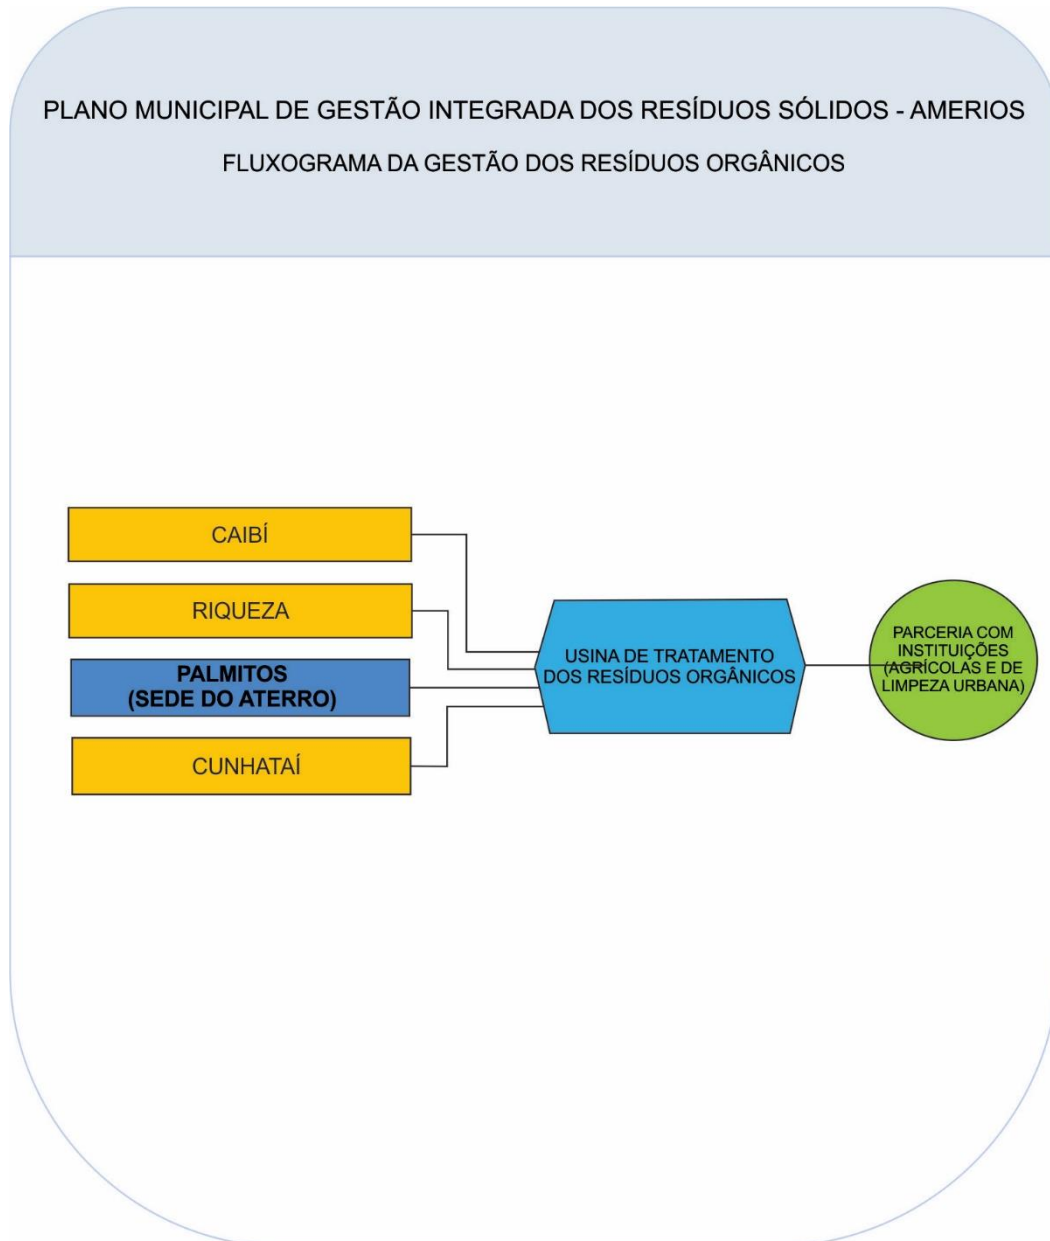 PLANO MUNICIPAL DE GESTÃO INTEGRADA DOS RESÍDUOS SÓLIDOS - AMERIOS
FLUXOGRAMA DA GESTÃO DOS RESÍDUOS ORGÂNICOS
CAIBÍ
RIQUEZA
PALMITOS
(SEDE DO ATERRO)
CUNHATAÍ
USINA DE TRATAMENTO
DOS RESÍDUOS ORGÂNICOS
PARCERIA COM
INSTITUIÇÕES
(AGRÍCOLAS E DE
LIMPEZA URBANA)